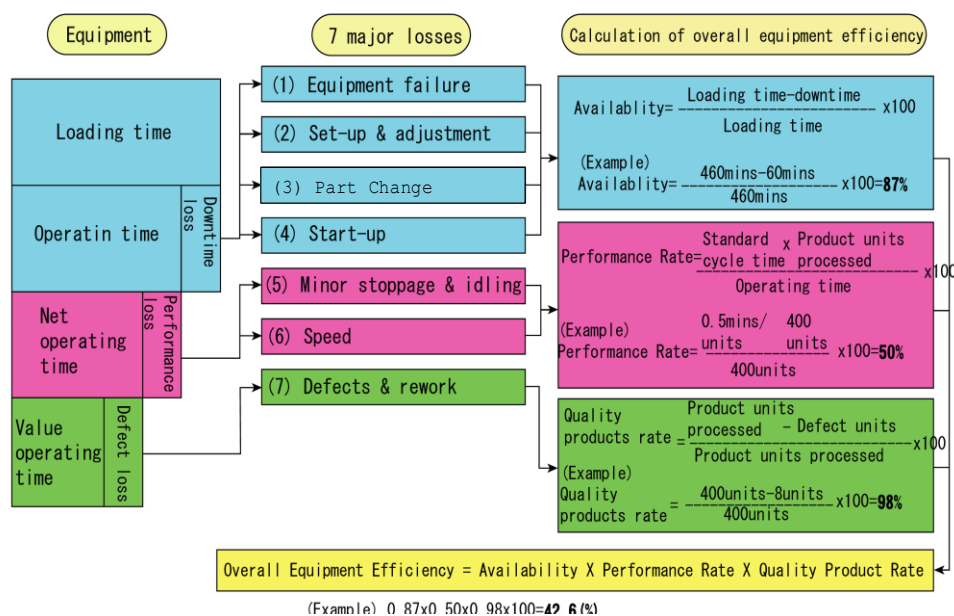 Equipment
7 major losses
Calculation of overall equipment efficiency
Loading time
Operatin time
Downtime
loss
Net
operating
time
Performance
loss
Value
operating
time
Defect loss
(1) Equipment failure
(2) Set-up & adjustment
(3) Part Change
(4) Start-up
(5) Minor stoppage & idling
(6) Speed
(7) Defects & rework
Availablity= Loading time-downtime x100
Loading time
(Example)
Availablity= 460mins-60mins x100=87%
460mins
Performance Rate= Standard cycle time x Product units processed x100
Operating time
(Example)
Performance Rate= 0.5mins/units 400 units x100=50%
400units
Quality products rate = Product units processed - Defect units x100
Product units processed
(Example)
Quality products rate = 400units-8units x100=98%
400units
Overall Equipment Efficiency = Availability X Performance Rate X Quality Product Rate
(Example) 0.87x0.50x0.98x100=42.6(%)